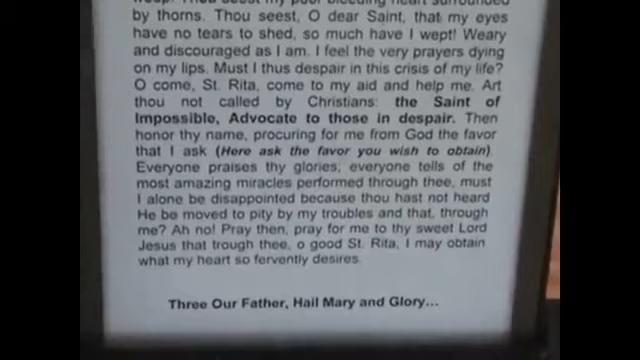 Thou seest my poor bleeding heart surrounded
by thorns. Thou seest, O dear Saint, that my eyes
have no tears to shed, so much have I wept! Weary
and discouraged as I am. I feel the very prayers dying
on my lips. Must I thus despair in this crisis of my life?
O come, St. Rita, come to my aid and help me. Art
thou not called by Christians: the Saint of
Impossible, Advocate to those in despair. Then
honor thy name, procuring for me from God the favor
that I ask (Here ask the favor you wish to obtain).
Everyone praises thy glories; everyone tells of the
most amazing miracles performed through thee, must
I alone be disappointed because thou hast not heard
He be moved to pity by my troubles and that, through
me? Ah no! Pray then, pray for me to thy sweet Lord
Jesus that trough thee, o good St. Rita, I may obtain
what my heart so fervently desires.
Three Our Father, Hail Mary and Glory...